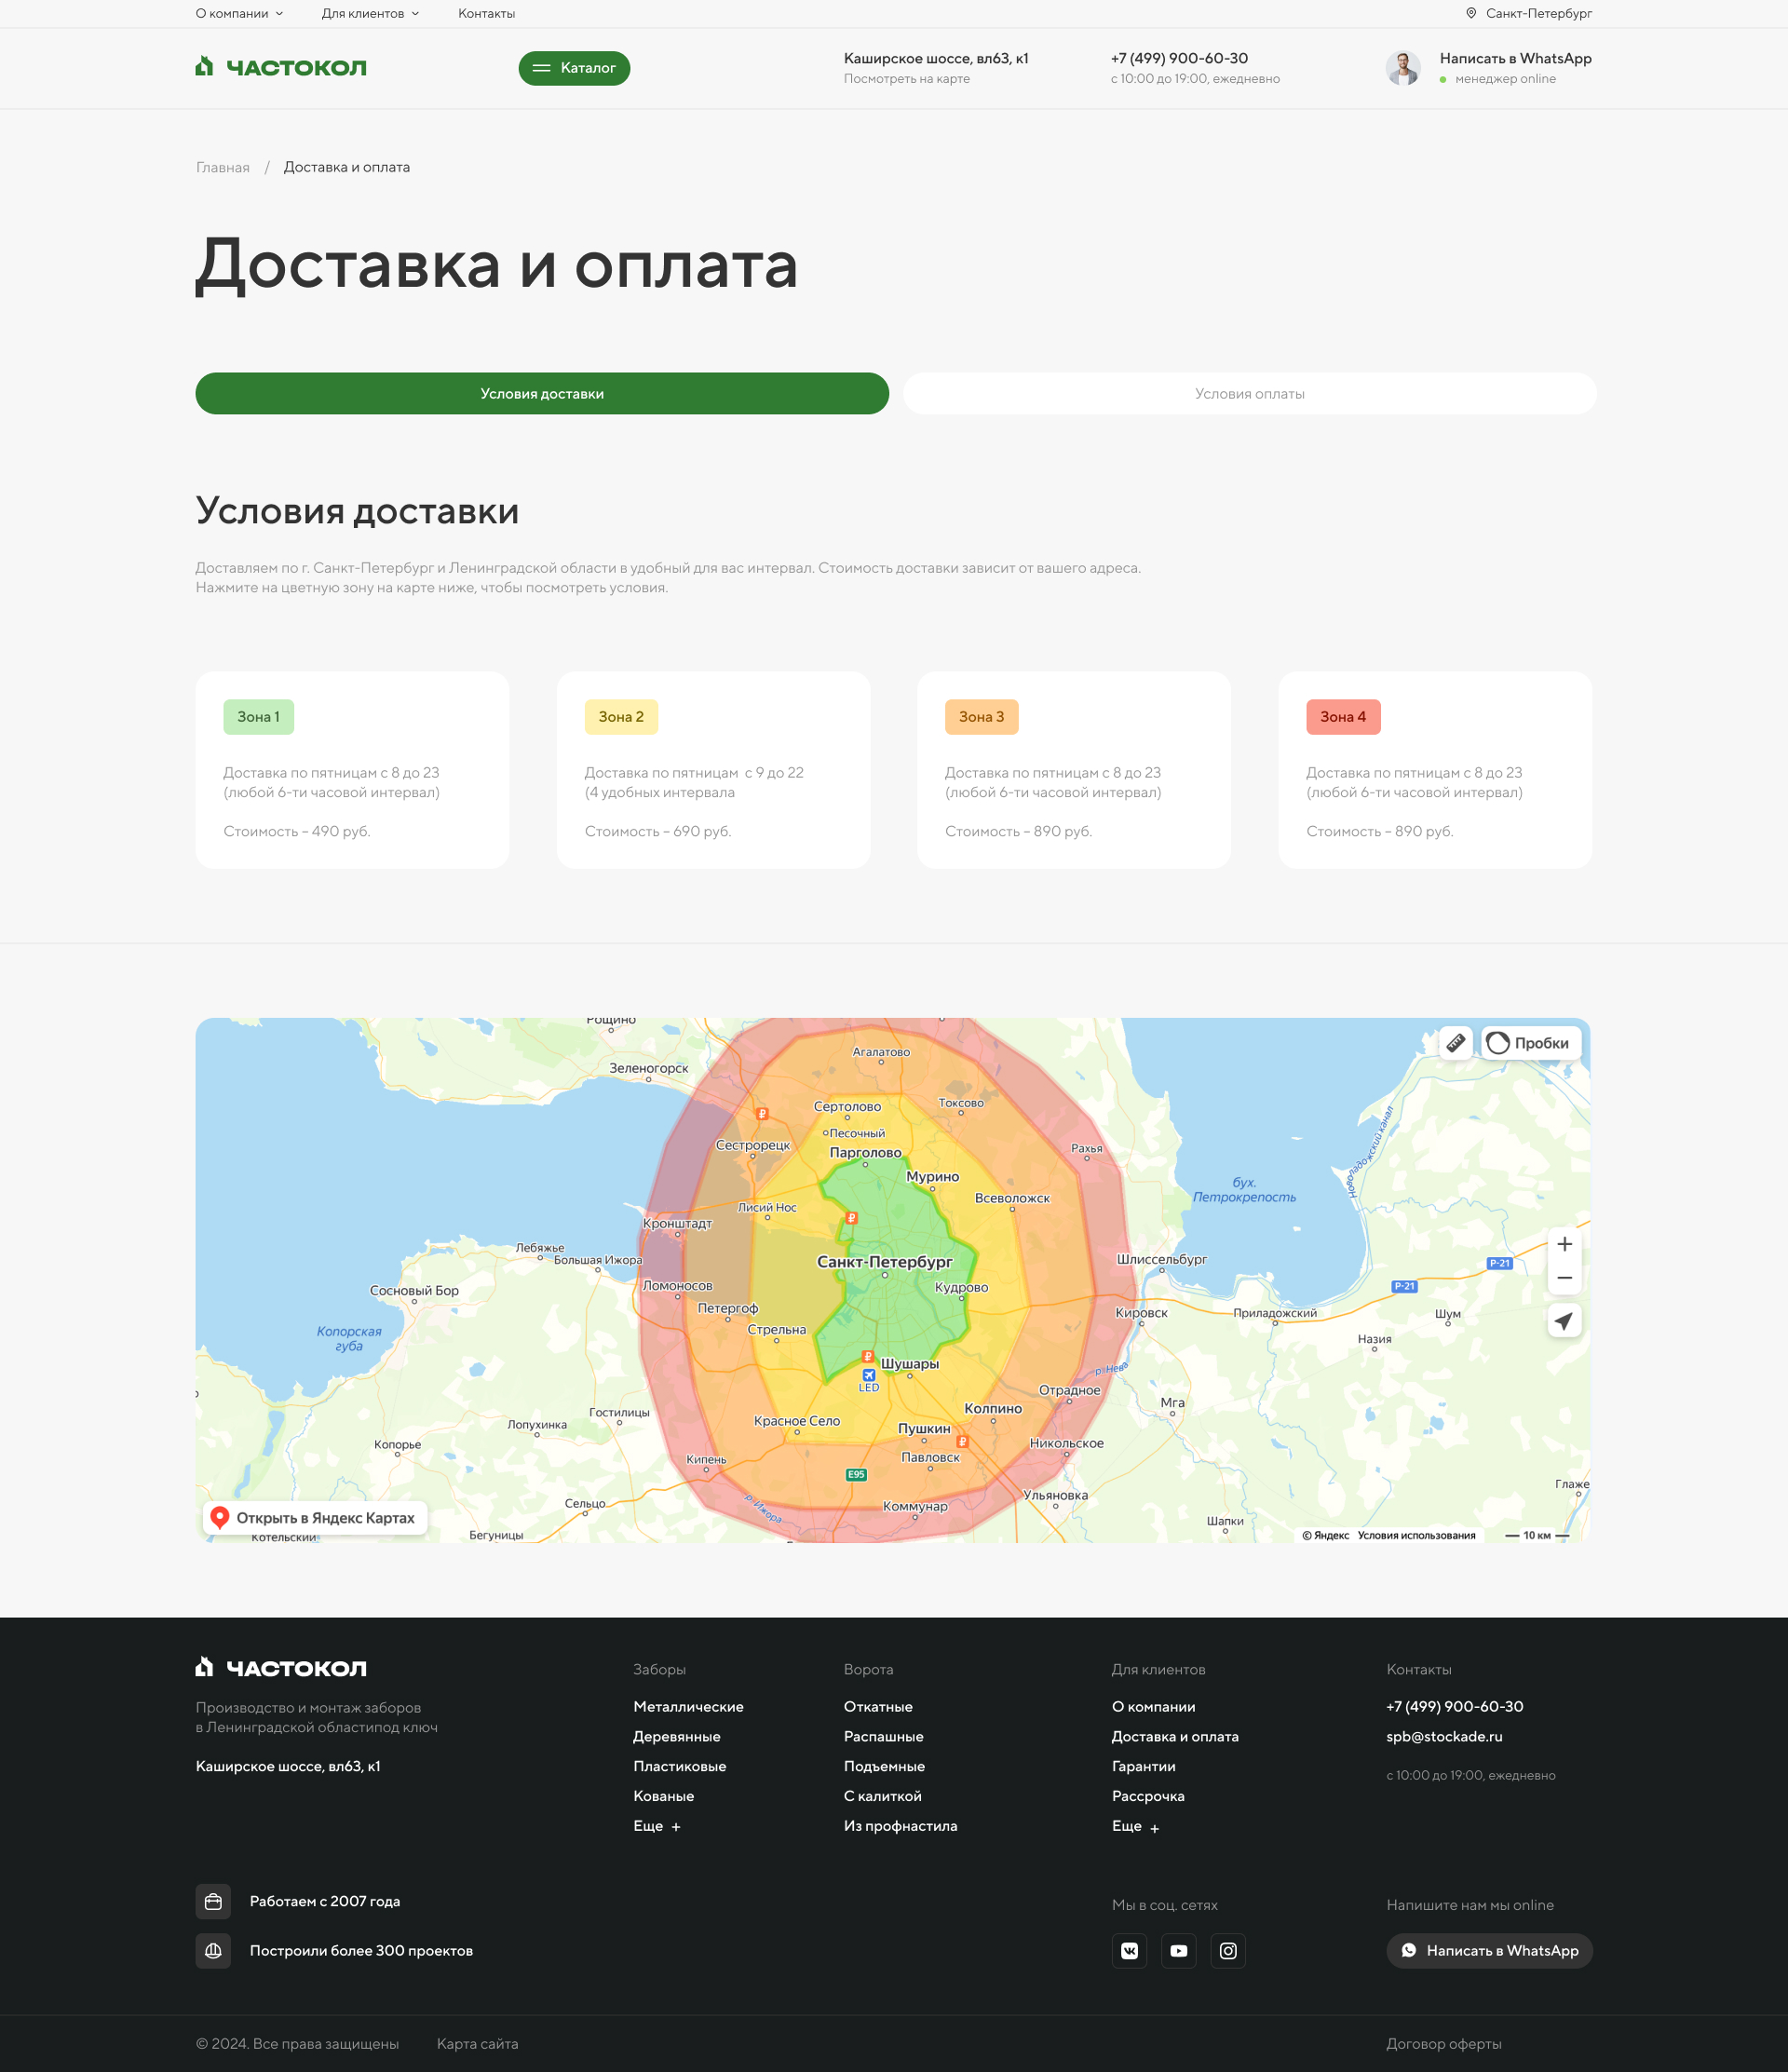 О компании
Для клиентов
Контакты
Санкт-Петербург
ЧАСТОКОЛ
Каталог
Каширское шоссе, вл63, к1
Посмотреть на карте
+7 (499) 900-60-30
с 10:00 до 19:00, ежедневно
Написать в WhatsApp
менеджер online
Главная / Доставка и оплата
Доставка и оплата
Условия доставки
Условия оплаты
Условия доставки
Доставляем по г. Санкт-Петербург и Ленинградской области в удобный для вас интервал. Стоимость доставки зависит от вашего адреса.
Нажмите на цветную зону на карте ниже, чтобы посмотреть условия.
Зона 1
Доставка по пятницам с 8 до 23
(любой 6-ти часовой интервал)
Стоимость – 490 руб.
Зона 2
Доставка по пятницам  с 9 до 22
(4 удобных интервала
Стоимость – 690 руб.
Зона 3
Доставка по пятницам с 8 до 23
(любой 6-ти часовой интервал)
Стоимость – 890 руб.
Зона 4
Доставка по пятницам с 8 до 23
(любой 6-ти часовой интервал)
Стоимость – 890 руб.
Рощино
Пробки
Агалатово
Зеленогорск
Токсово
Сертолово
Песочный
Сестрорецк
Парголово
Рахья
Новоладожский канал
Мурино
бух.
Петрокрепость
Всеволожск
Лисий Нос
Кронштадт
Лебяжье
Большая Ижора
Санкт-Петербург
Шлиссельбург
Р-21
Сосновый Бор
Ломоносов
Кудрово
Р-21
Петергоф
Кировск
Приладожский
Шум
Копорская
губа
Стрельна
Назия
Шушары
р. Нева
LED
Отрадное
Мга
Гостилицы
Колпино
Лопухинка
Красное Село
Пушкин
Копорье
Никольское
Кипень
Павловск
E95
Глаже
Ульяновка
Сельцо
р. Ижора
Коммунар
Открыть в Яндекс Картах
Шапки
Котельский
Бегуницы
© Яндекс Условия использования
10 км
ЧАСТОКОЛ
Производство и монтаж заборов
в Ленинградской областипод ключ
Каширское шоссе, вл63, к1
Заборы
Металлические
Деревянные
Пластиковые
Кованые
Еще +
Ворота
Откатные
Распашные
Подъемные
С калиткой
Из профнастила
Для клиентов
О компании
Доставка и оплата
Гарантии
Рассрочка
Еще +
Контакты
+7 (499) 900-60-30
spb@stockade.ru
с 10:00 до 19:00, ежедневно
Работаем с 2007 года
Построили более 300 проектов
Мы в соц. сетях
Напишите нам мы online
Написать в WhatsApp
© 2024. Все права защищены
Карта сайта
Договор оферты